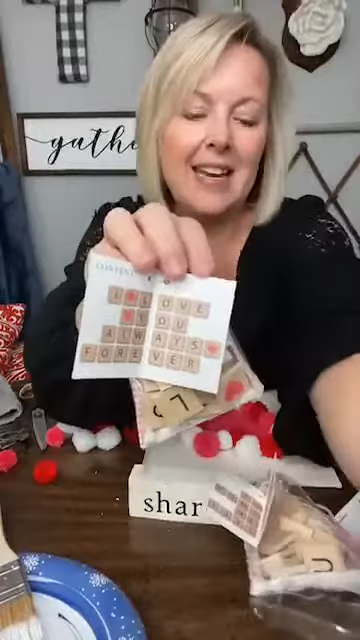 gathe
CONTENT
I LOVE
YOU
ALWAYS
FOREVER
shar